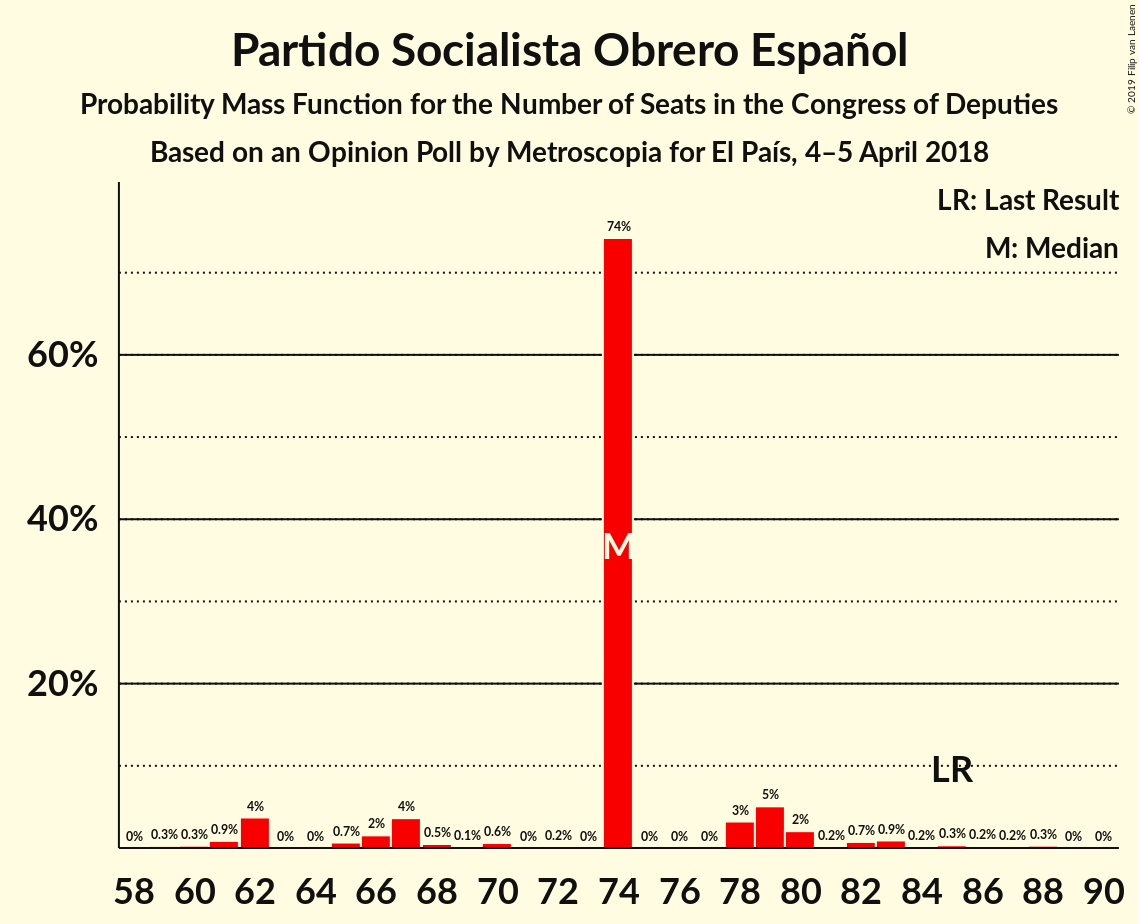 Partido Socialista Obrero Español
Probability Mass Function for the Number of Seats in the Congress of Deputies
Based on an Opinion Poll by Metroscopia for El País, 4–5 April 2018
© 2019 Filip van Laenen
LR: Last Result
M: Median
74%
60%
40%
M
20%
LR
0% 0.3% 0.3% 0.9% 4% 0% 0% 0.7% 2% 4% 0.5% 0.1% 0.6% 0% 0.2% 0% 0% 0% 0% 3% 5% 2% 0.2% 0.7% 0.9% 0.2% 0.3% 0.2% 0.2% 0.3% 0% 0%
58 60 62 64 66 68 70 72 74 76 78 80 82 84 86 88 90